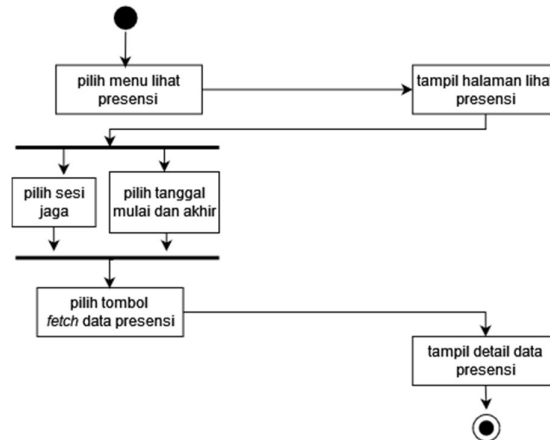 pilih menu lihat
presensi
tampil halaman lihat
presensi
pilih sesi
jaga
pilih tanggal
mulai dan akhir
pilih tombol
fetch data presensi
tampil detail data
presensi